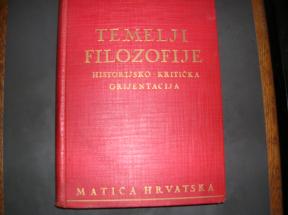 TEMELJI
FILOZOFIJE
HISTORIJSKO-KRITIČKA
ORIJENTACIJA
MATICA HRVATSKA